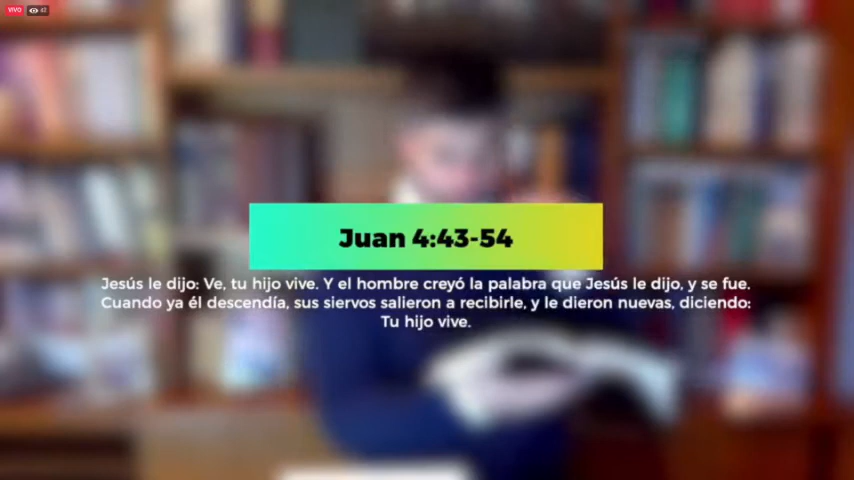 VIVO
Juan 4:43-54
Jesús le dijo: Ve, tu hijo vive. Y el hombre creyó la palabra que Jesús le dijo, y se fue.
Cuando ya él descendía, sus siervos salieron a recibirle, y le dieron nuevas, diciendo:
Tu hijo vive.